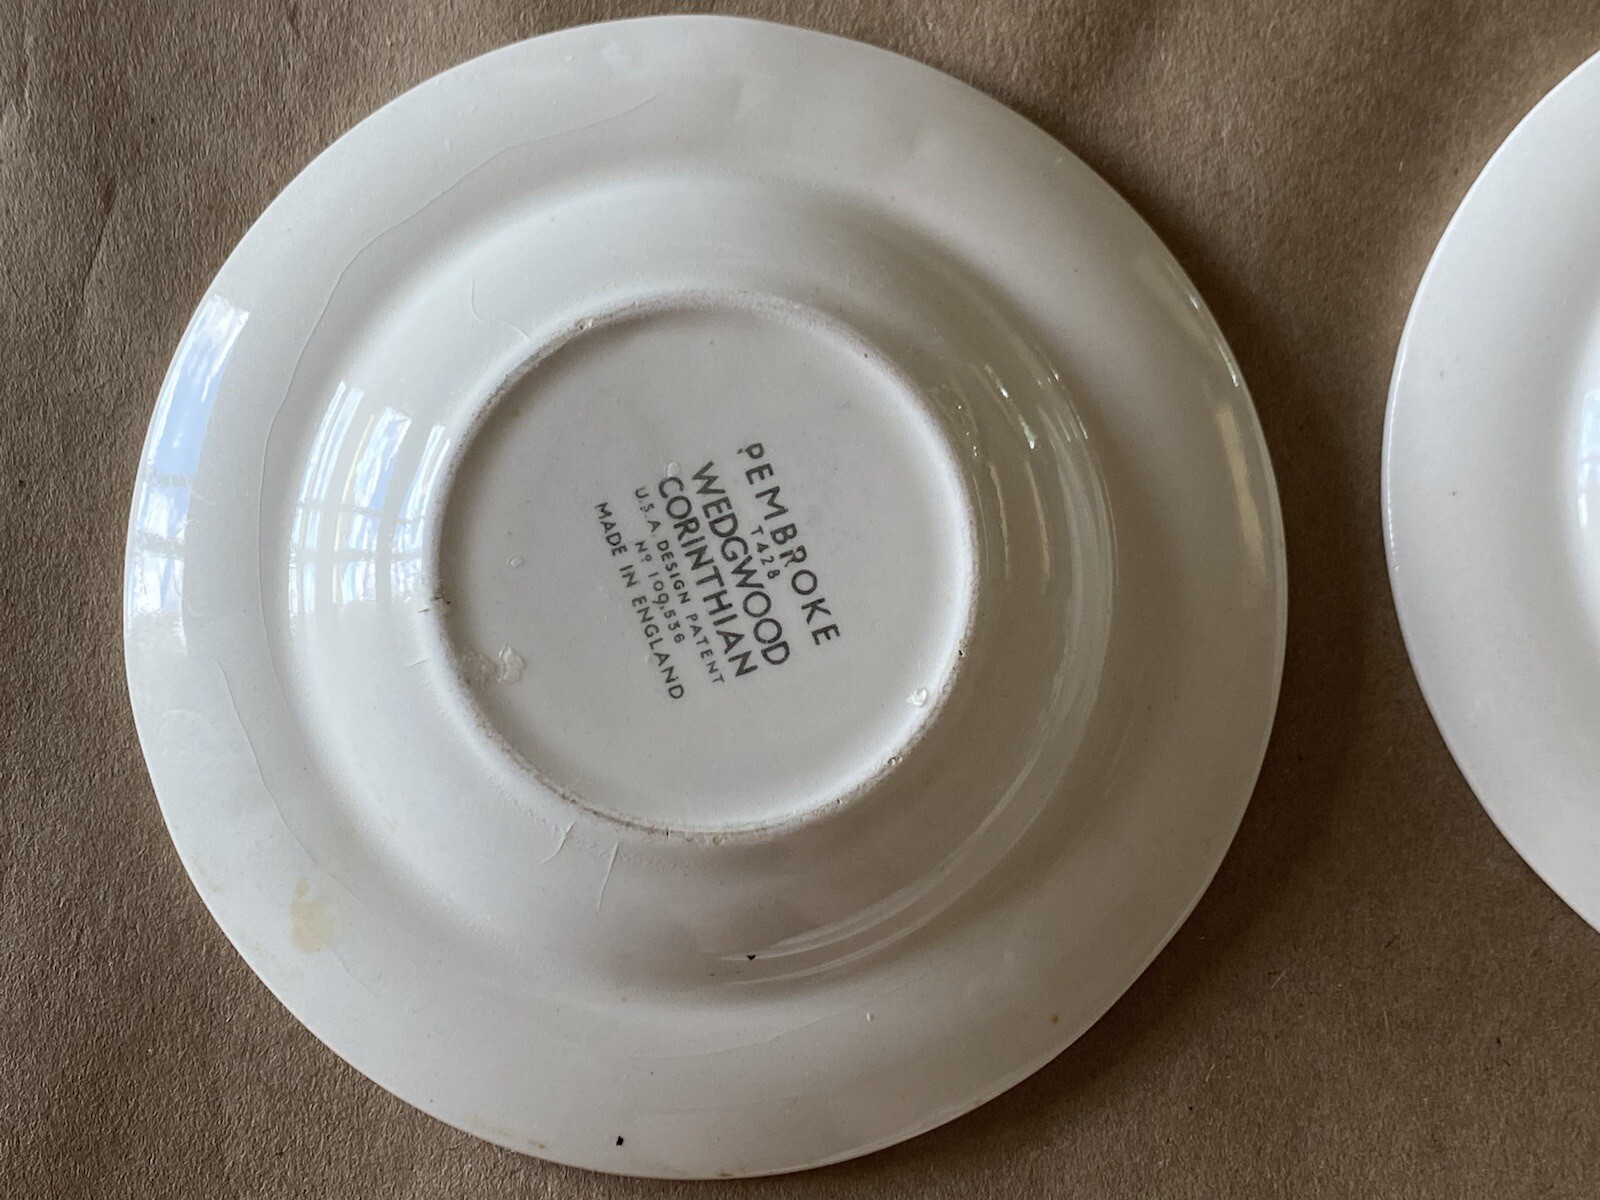 PEMBROKE
T428
WEDGWOOD
CORINTHIAN
U.S.A. DESIGN PATENT
Nº 109,536
MADE IN ENGLAND